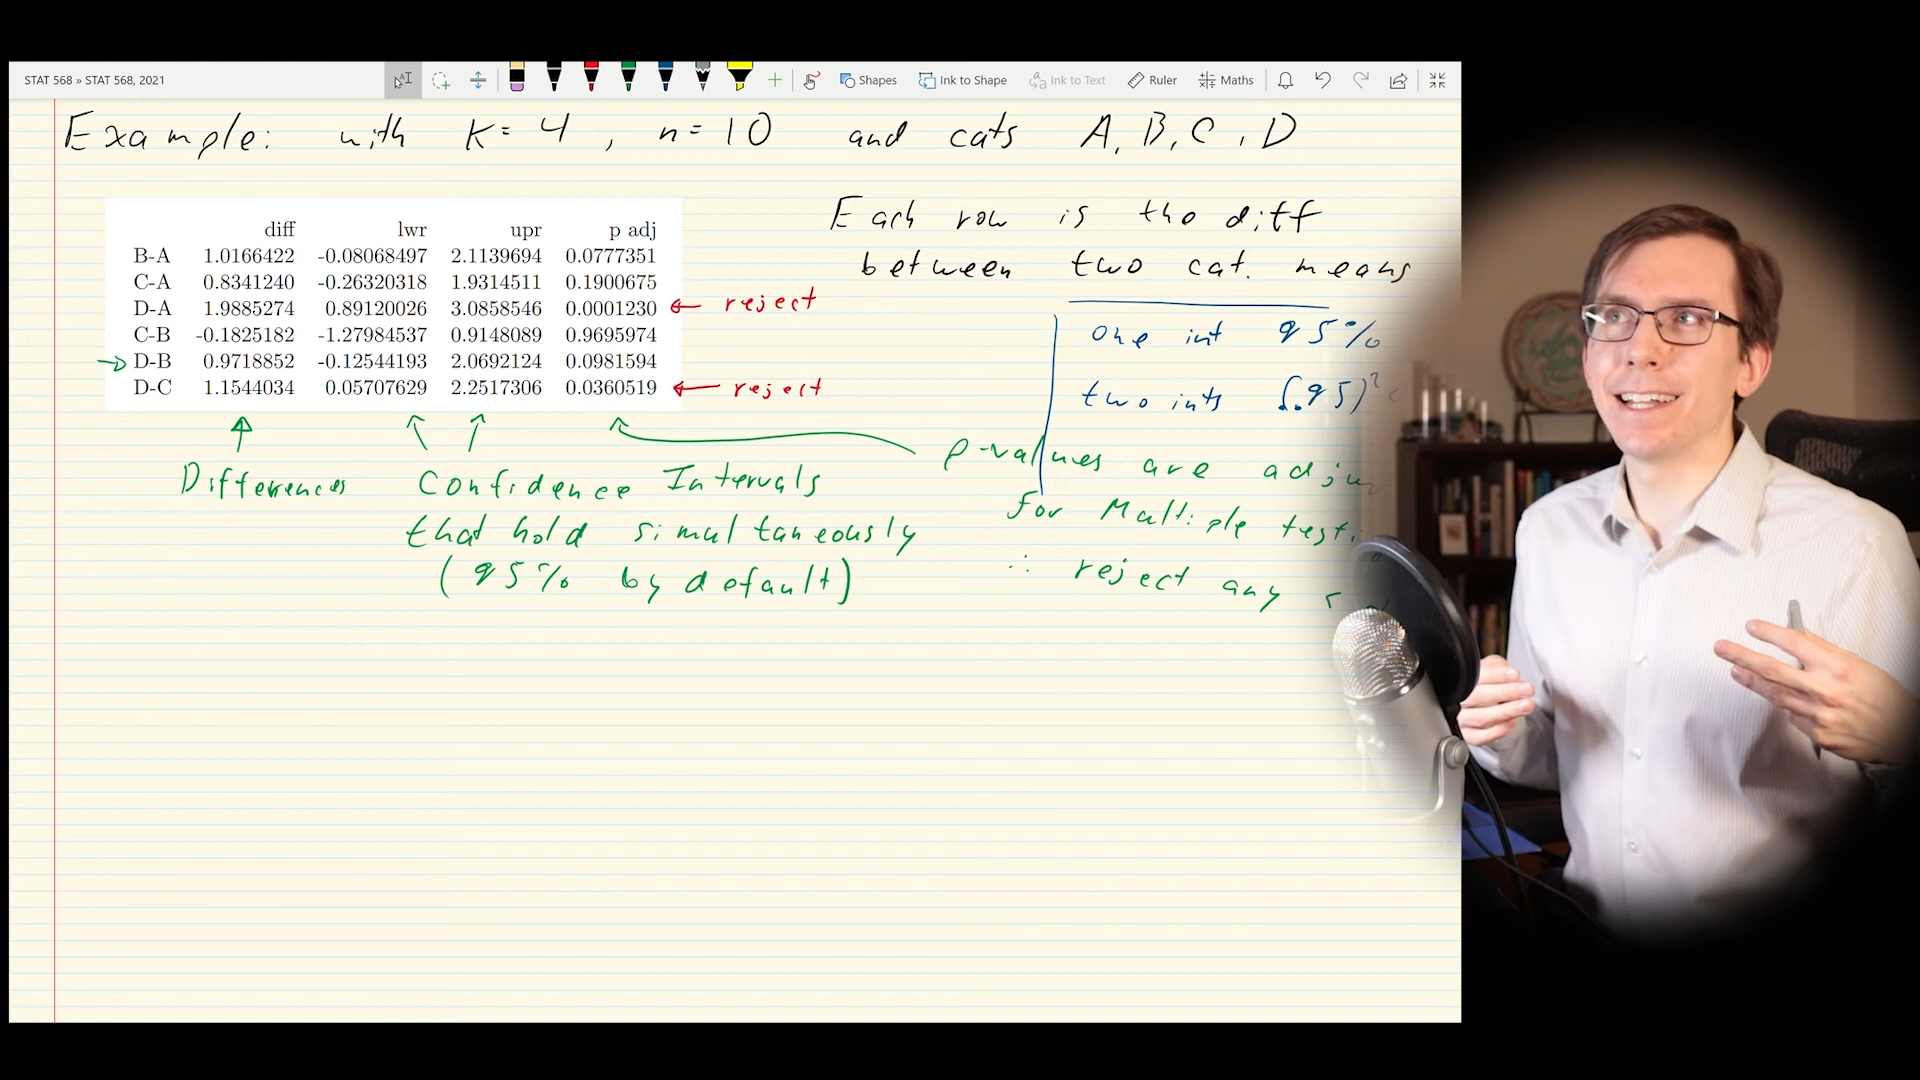 STAT 568 » STAT 568, 2021
Shapes Ink to Shape Ink to Text Ruler Maths
Example: with K = 4, n = 10 and cats A, B, C, D
diff lwr upr p adj
B-A 1.0166422 -0.08068497 2.1139694 0.0777351
C-A 0.8341240 -0.26320318 1.9314511 0.1900675
D-A 1.9885274 0.89120026 3.0858546 0.0001230 ← reject
C-B -0.1825182 -1.27984537 0.9148089 0.9695974
→ D-B 0.9718852 -0.12544193 2.0692124 0.0981594
D-C 1.1544034 0.05707629 2.2517306 0.0360519 ← reject
Each row is the diff
between two cat. means
one int 95%
two ints (.95)²
Differences
Confidence Intervals
that hold simultaneously
(95% by default)
p-values are
for Multiple
∴ reject any